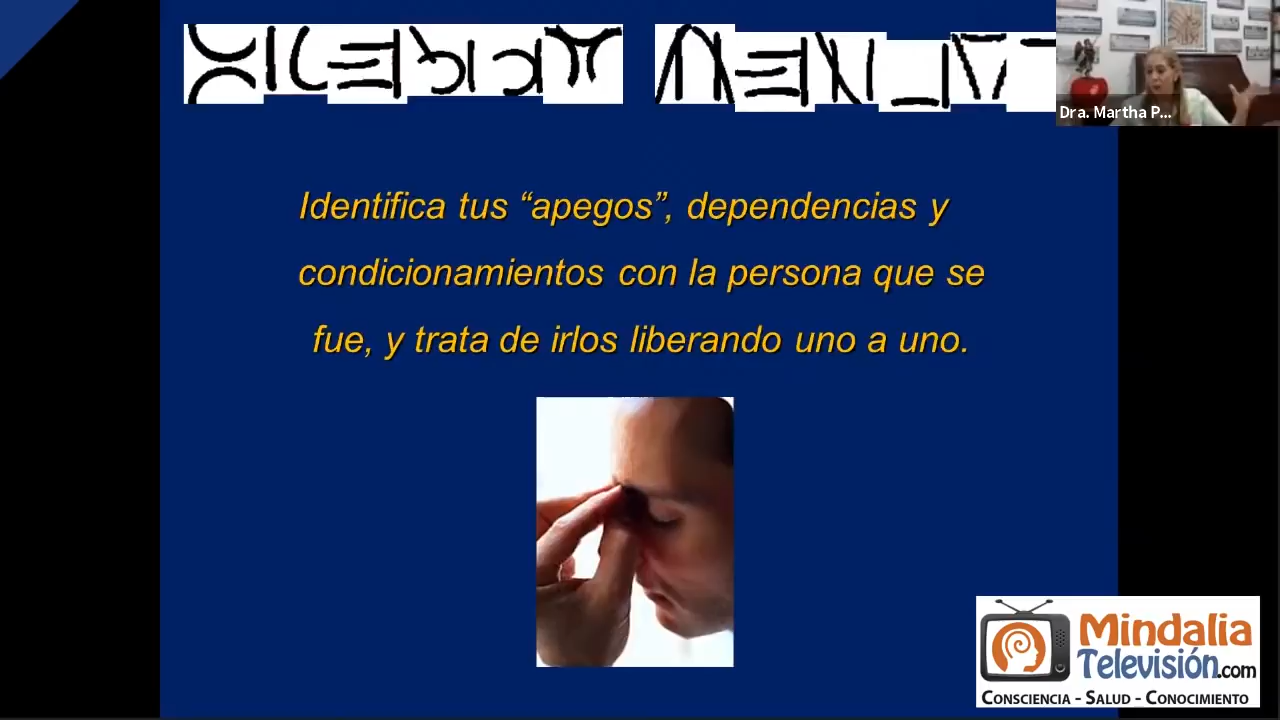 Dra. Martha P...
Identifica tus “apegos”, dependencias y
condicionamientos con la persona que se
fue, y trata de irlos liberando uno a uno.
Mindalia
Televisión.com
Consciencia - Salud - Conocimiento